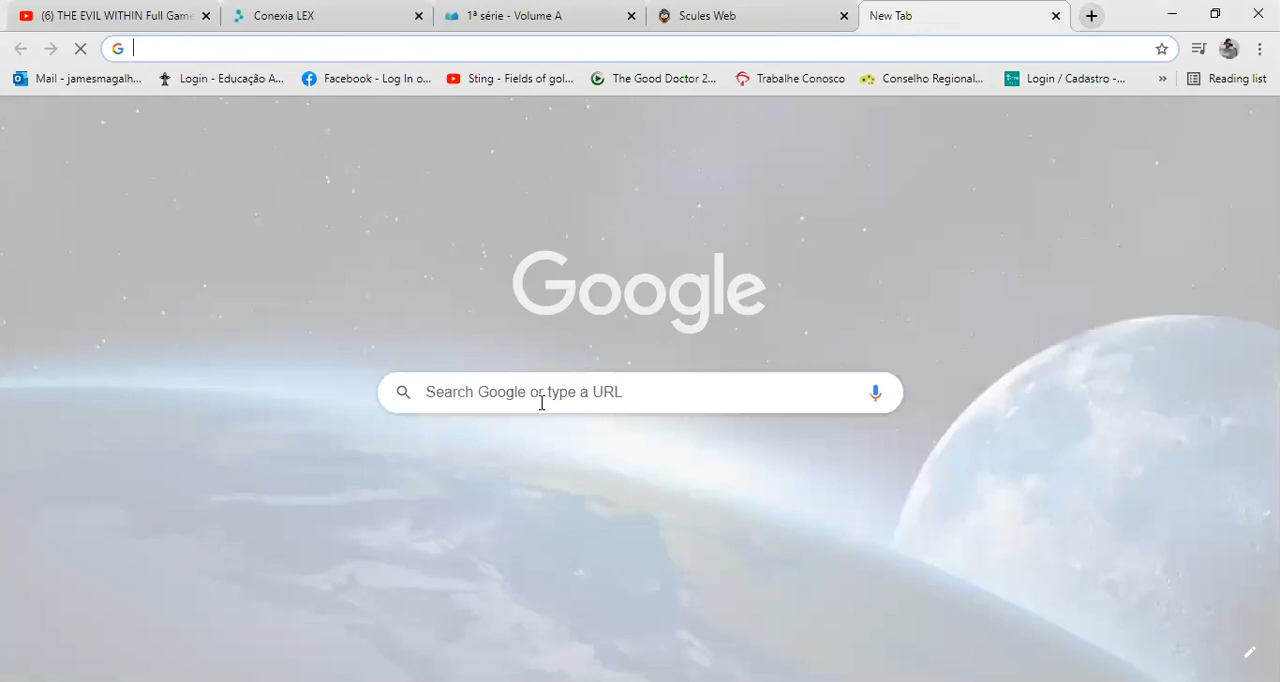 (6) THE EVIL WITHIN Full Game
Conexia LEX
1ª série - Volume A
Scules Web
New Tab
Mail - jamesmagalh...
Login - Educação A...
Facebook - Log In o...
Sting - Fields of gol...
The Good Doctor 2...
Trabalhe Conosco
Conselho Regional...
Login / Cadastro -...
»
Reading list
Google
Search Google or type a URL